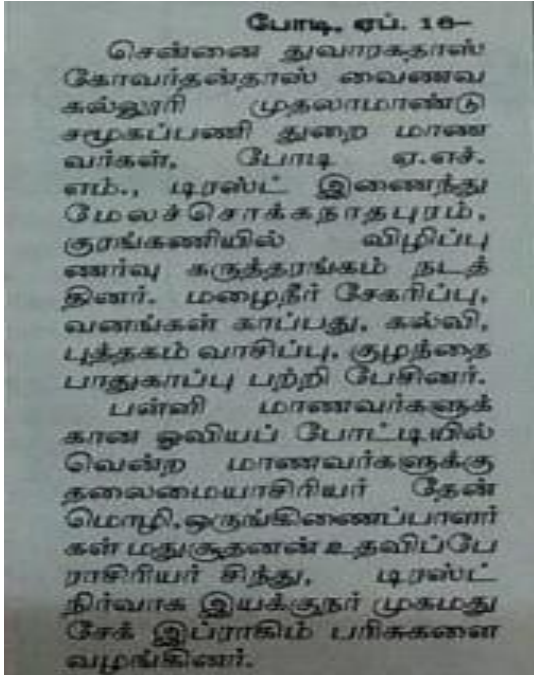 போடி, ஏப். 16–
சென்னை துவாரகதாஸ்
கோவர்தன்தாஸ் வைணவ
கல்லூரி முதலாமாண்டு
சமூகப்பணி துறை மாண
வர்கள், போடி ஏ.எச்.
எம்., டிரஸ்ட் இணைந்து
மேலச்சொக்கநாதபுரம்,
குரங்கணியில் விழிப்பு
ணர்வு கருத்தரங்கம் நடத்
தினர். மழைநீர் சேகரிப்பு,
வனங்கள் காப்பது, கல்வி,
புத்தகம் வாசிப்பு, குழந்தை
பாதுகாப்பு பற்றி பேசினர்.
பள்ளி மாணவர்களுக்
கான ஓவியப் போட்டியில்
வென்ற மாணவர்களுக்கு
தலைமையாசிரியர் தேன்
மொழி,ஒருங்கிணைப்பாளர்
கள் மதுசூதனன் உதவிப்பே
ராசிரியர் சிந்து, டிரஸ்ட்
நிர்வாக இயக்குநர் முகமது
சேக் இப்ராகிம் பரிசுகளை
வழங்கினர்.